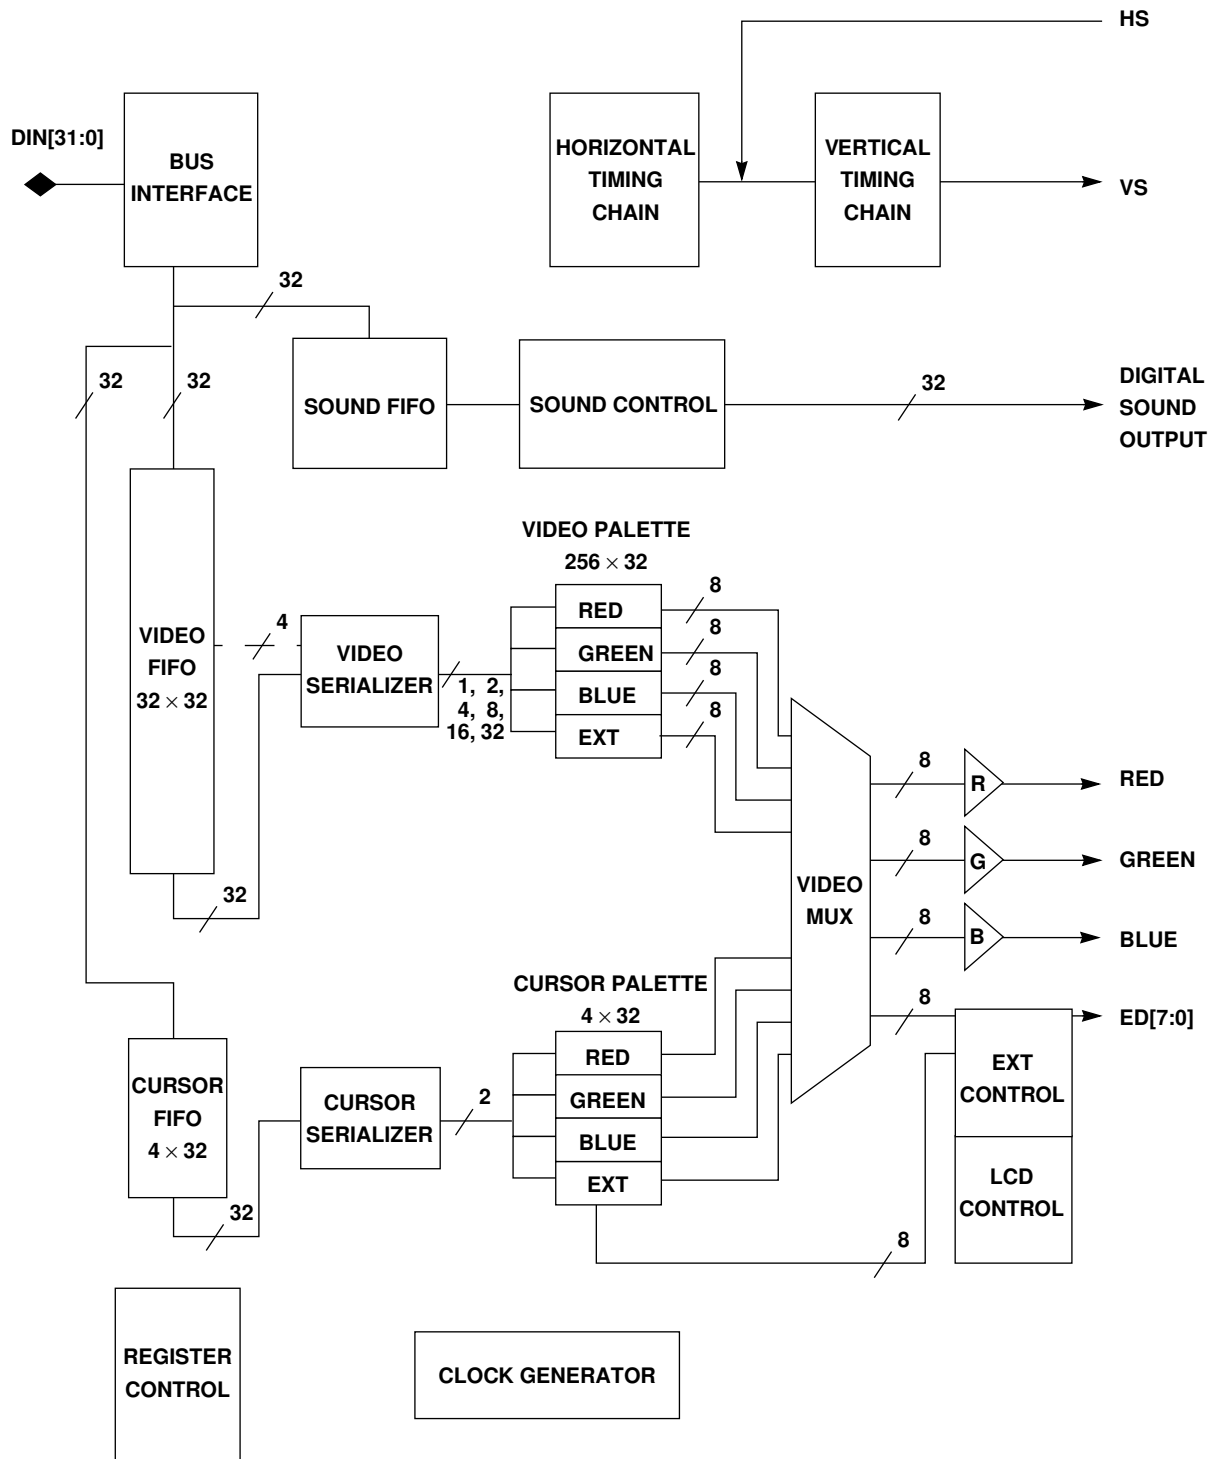 HS
DIN[31:0]
BUS
INTERFACE
HORIZONTAL
TIMING
CHAIN
VERTICAL
TIMING
CHAIN
VS
32
32
32
SOUND FIFO
SOUND CONTROL
32
DIGITAL
SOUND
OUTPUT
VIDEO PALETTE
256 × 32
VIDEO
FIFO
32 × 32
4
VIDEO
SERIALIZER
1, 2,
4, 8,
16, 32
RED
GREEN
BLUE
EXT
8
8
8
8
32
VIDEO
MUX
8
R
RED
8
G
GREEN
8
B
BLUE
8
ED[7:0]
CURSOR PALETTE
4 × 32
RED
GREEN
BLUE
EXT
CURSOR
FIFO
4 × 32
CURSOR
SERIALIZER
2
32
8
EXT
CONTROL
LCD
CONTROL
REGISTER
CONTROL
CLOCK GENERATOR